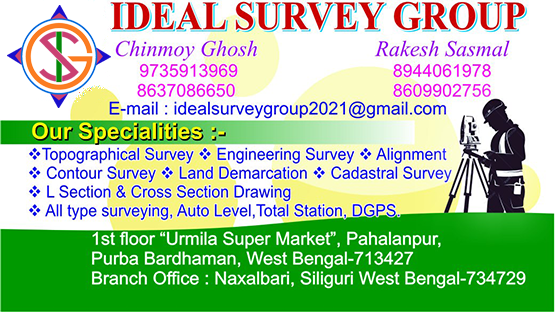 IDEAL SURVEY GROUP
Chinmoy Ghosh
9735913969
8637086650
Rakesh Sasmal
8944061978
8609902756
E-mail : idealsurveygroup2021@gmail.com
Our Specialities :-
❖Topographical Survey ❖ Engineering Survey ❖ Alignment
❖ Contour Survey ❖ Land Demarcation ❖ Cadastral Survey
❖ L Section & Cross Section Drawing
❖ All type surveying, Auto Level,Total Station, DGPS.
1st floor “Urmila Super Market”, Pahalanpur,
Purba Bardhaman, West Bengal-713427
Branch Office : Naxalbari, Siliguri West Bengal-734729